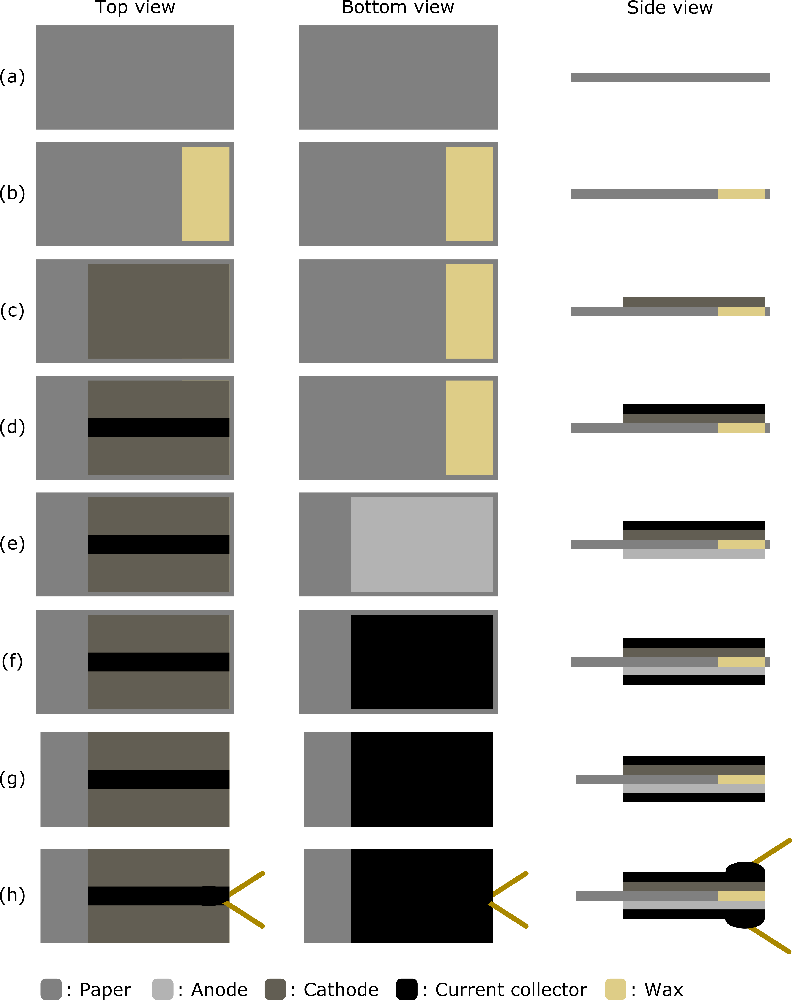 Top view Bottom view Side view
(a)
(b)
(c)
(d)
(e)
(f)
(g)
(h)
: Paper : Anode : Cathode : Current collector : Wax